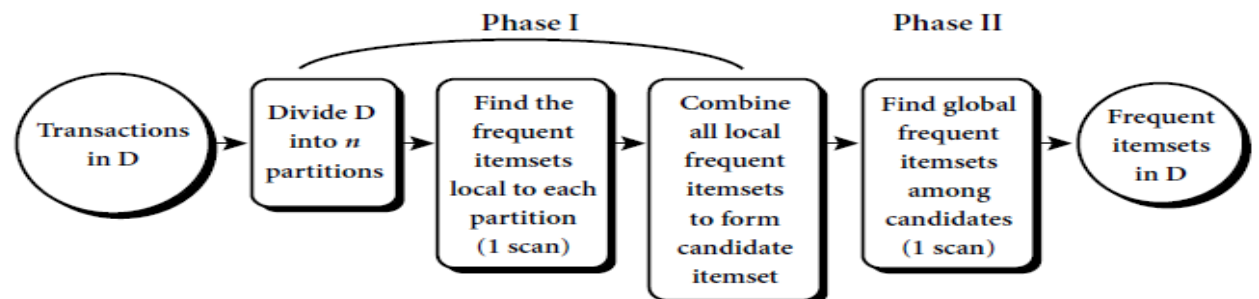 Phase I
Phase II
Transactions
in D
Divide D
into n
partitions
Find the
frequent
itemsets
local to each
partition
(1 scan)
Combine
all local
frequent
itemsets
to form
candidate
itemset
Find global
frequent
itemsets
among
candidates
(1 scan)
Frequent
itemsets
in D